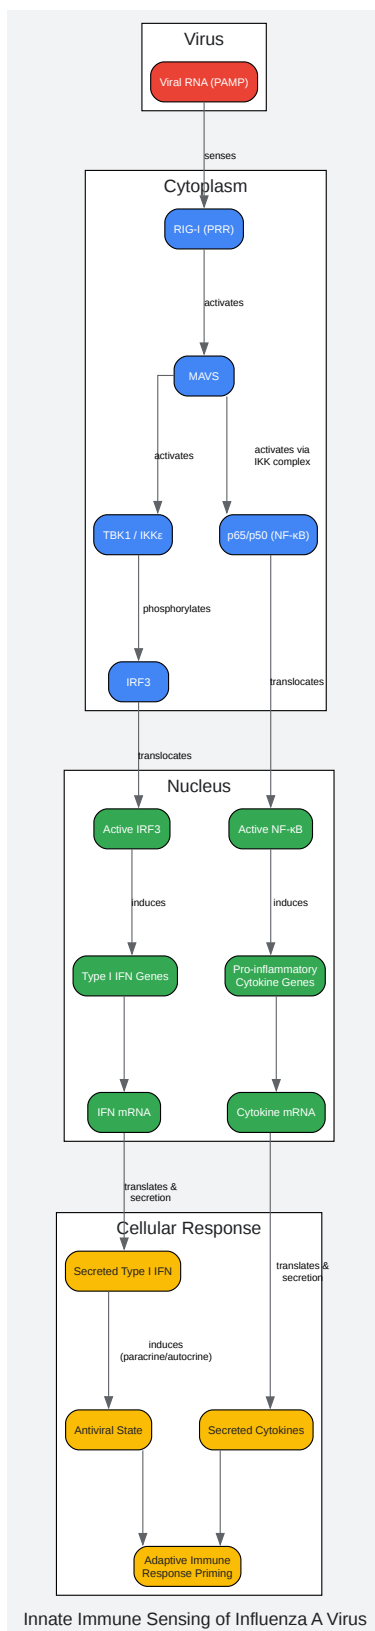 Virus
Viral RNA (PAMP)
senses
Cytoplasm
RIG-I (PRR)
activates
MAVS
activates
activates via
IKK complex
TBK1 / IKKε
p65/p50 (NF-κB)
phosphorylates
IRF3
translocates
translocates
Nucleus
Active IRF3
Active NF-κB
induces
induces
Type I IFN Genes
Pro-inflammatory
Cytokine Genes
IFN mRNA
Cytokine mRNA
translates &
secretion
Cellular Response
Secreted Type I IFN
translates &
secretion
induces
(paracrine/autocrine)
Antiviral State
Secreted Cytokines
Adaptive Immune
Response Priming
Innate Immune Sensing of Influenza A Virus